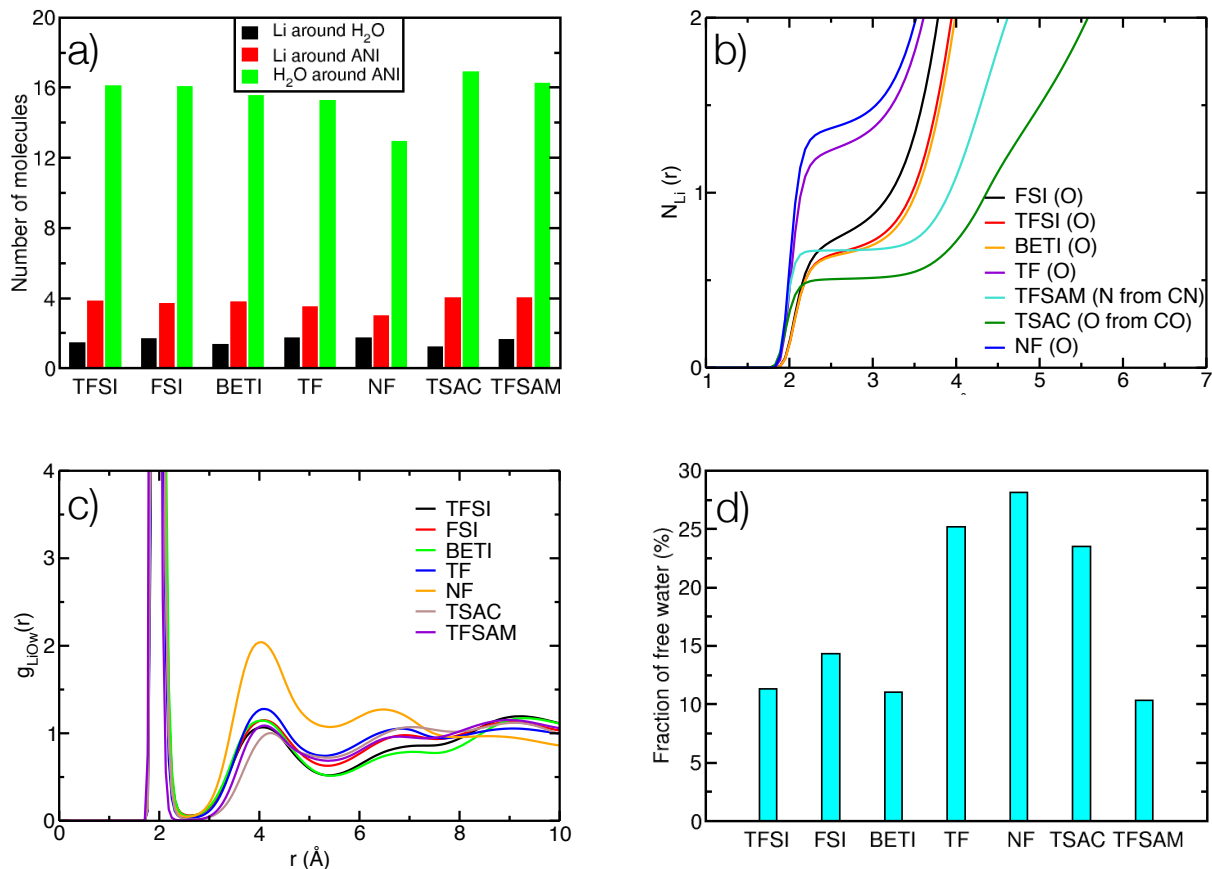 a)
Li around H₂O
Li around ANI
H₂O around ANI
Number of molecules
20
16
12
8
4
0
TFSI FSI BETI TF NF TSAC TFSAM
b)
N_Li (r)
2
1
0
FSI (O)
TFSI (O)
BETI (O)
TF (O)
TFSAM (N from CN)
TSAC (O from CO)
NF (O)
1 2 3 4 5 6 7
c)
g_LiOw(r)
4
3
2
1
0
TFSI
FSI
BETI
TF
NF
TSAC
TFSAM
0 2 4 6 8 10
r (Å)
d)
Fraction of free water (%)
30
25
20
15
10
5
0
TFSI FSI BETI TF NF TSAC TFSAM